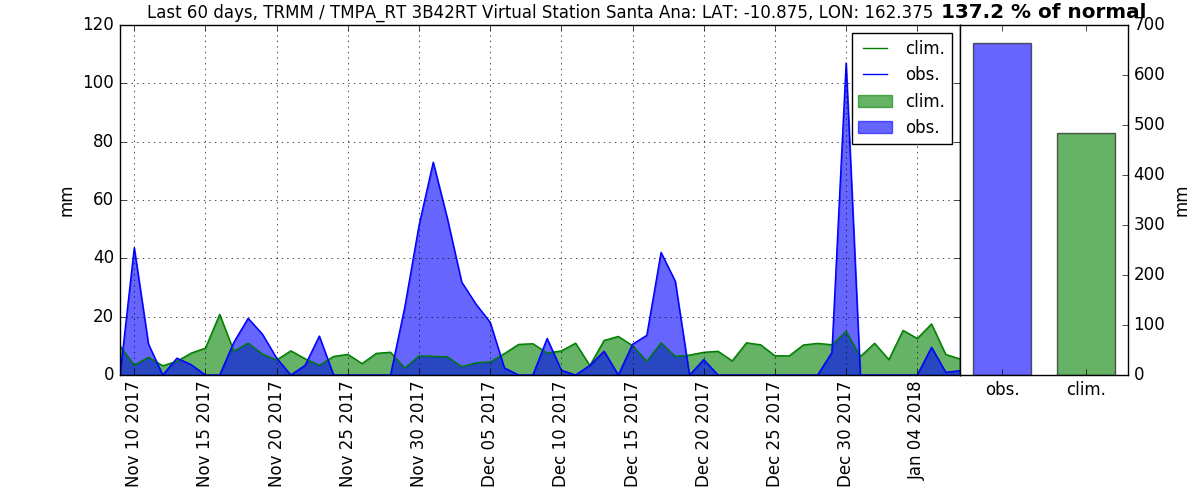 Last 60 days, TRMM / TMPA_RT 3B42RT Virtual Station Santa Ana: LAT: -10.875, LON: 162.375 137.2 % of normal
120
100
80
60
40
20
0
mm
clim.
obs.
clim.
obs.
Nov 10 2017
Nov 15 2017
Nov 20 2017
Nov 25 2017
Nov 30 2017
Dec 05 2017
Dec 10 2017
Dec 15 2017
Dec 20 2017
Dec 25 2017
Dec 30 2017
Jan 04 2018
700
600
500
400
300
200
100
0
mm
obs.
clim.